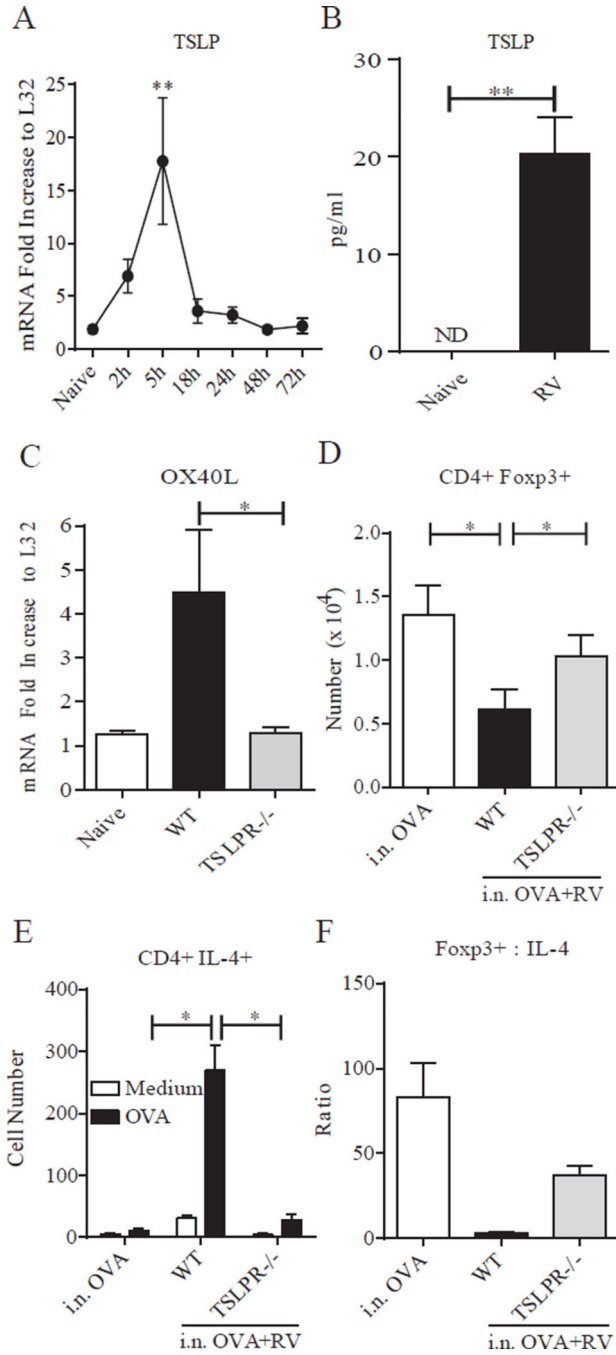 A
TSLP
mRNA Fold Increase to L32
25
20
15
10
5
0
**
Naive
2h
5h
18h
24h
48h
72h
B
TSLP
pg/ml
30
20
10
0
**
ND
Naive
RV
C
OX40L
mRNA Fold Increase to L32
6
5
4
3
2
1
0
*
Naive
WT
TSLPR-/-
D
CD4+ Foxp3+
Number (x 10⁴)
2.0
1.5
1.0
0.5
0.0
*
*
i.n. OVA
WT
TSLPR-/-
i.n. OVA+RV
E
CD4+ IL-4+
Cell Number
400
300
200
100
0
*
*
Medium
OVA
i.n. OVA
WT
TSLPR-/-
i.n. OVA+RV
F
Foxp3+ : IL-4
Ratio
150
100
50
0
i.n. OVA
WT
TSLPR-/-
i.n. OVA+RV